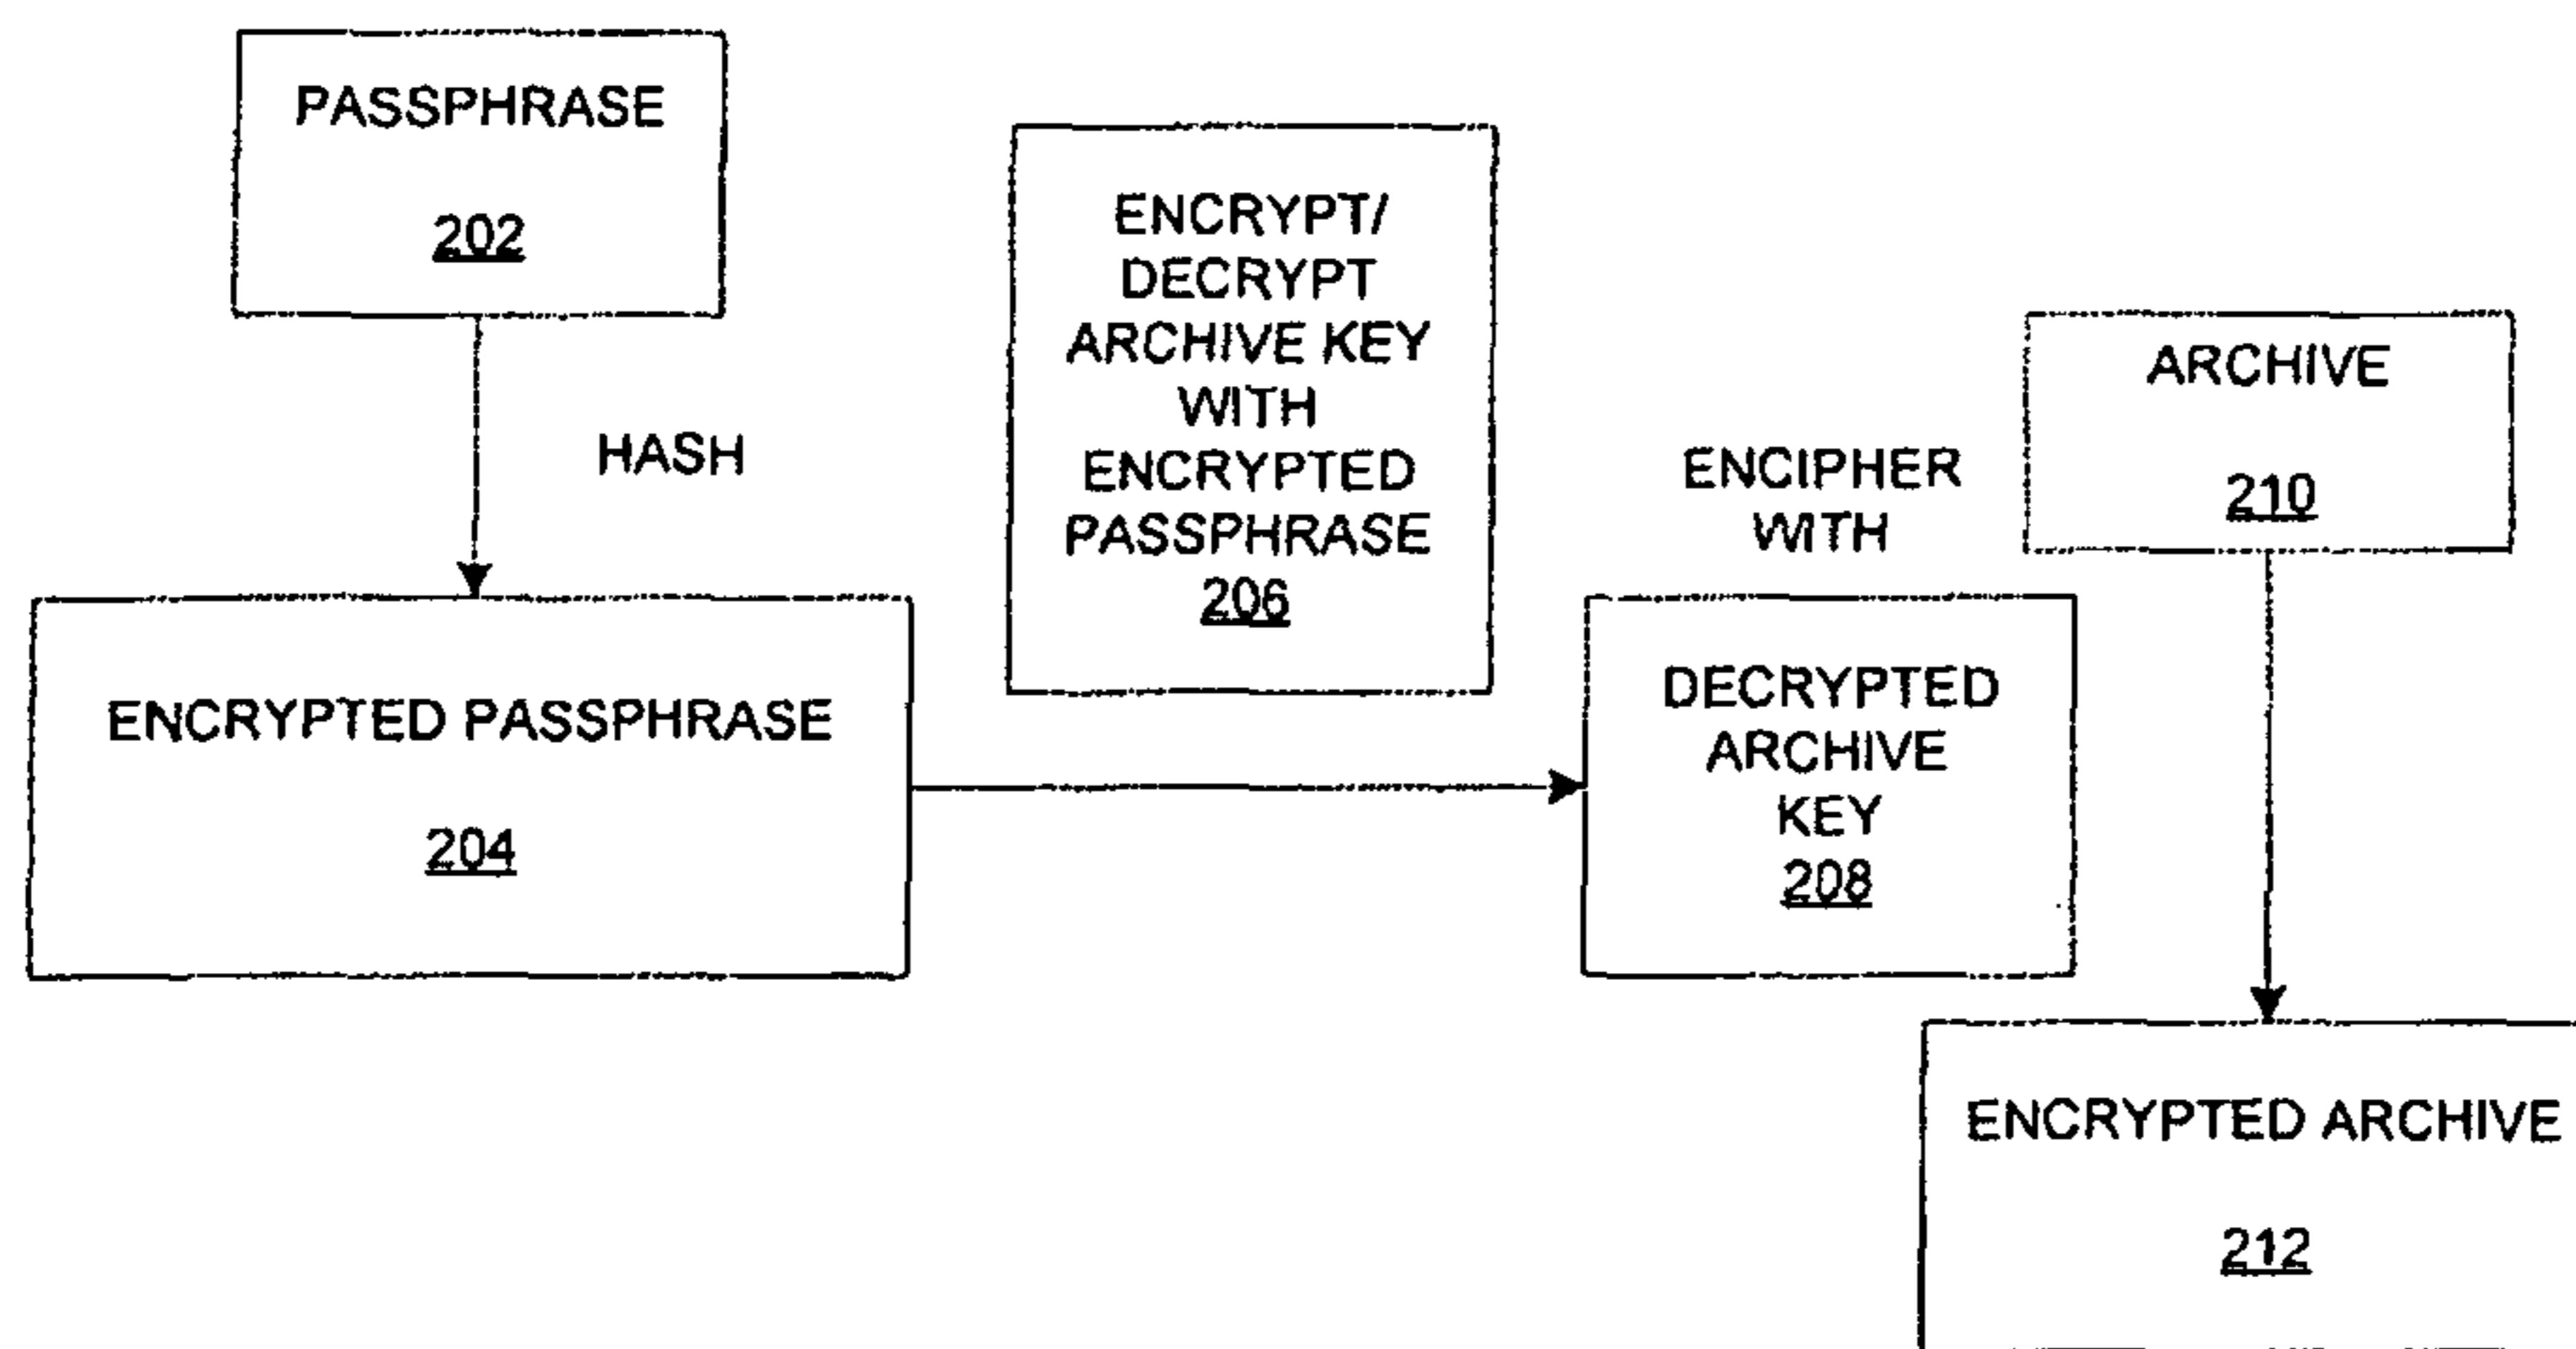 PASSPHRASE
202
HASH
ENCRYPTED PASSPHRASE
204
ENCRYPT/
DECRYPT
ARCHIVE KEY
WITH
ENCRYPTED
PASSPHRASE
206
ENCIPHER
WITH
DECRYPTED
ARCHIVE
KEY
208
ARCHIVE
210
ENCRYPTED ARCHIVE
212